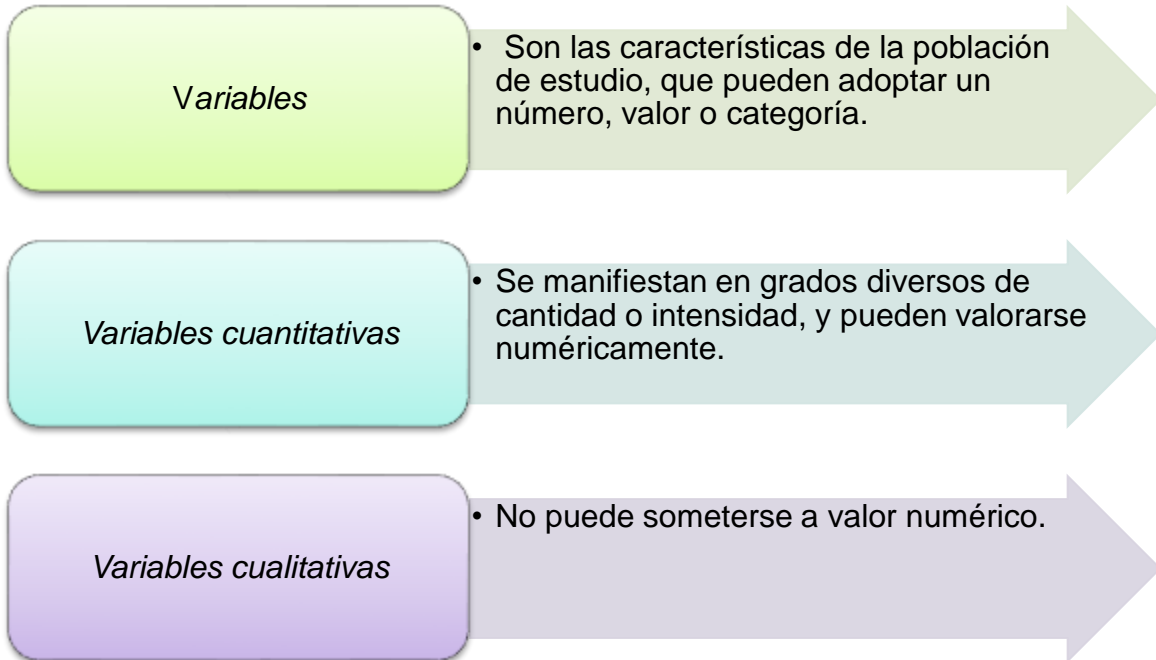 Variables
• Son las características de la población
de estudio, que pueden adoptar un
número, valor o categoría.
Variables cuantitativas
• Se manifiestan en grados diversos de
cantidad o intensidad, y pueden valorarse
numéricamente.
Variables cualitativas
• No puede someterse a valor numérico.